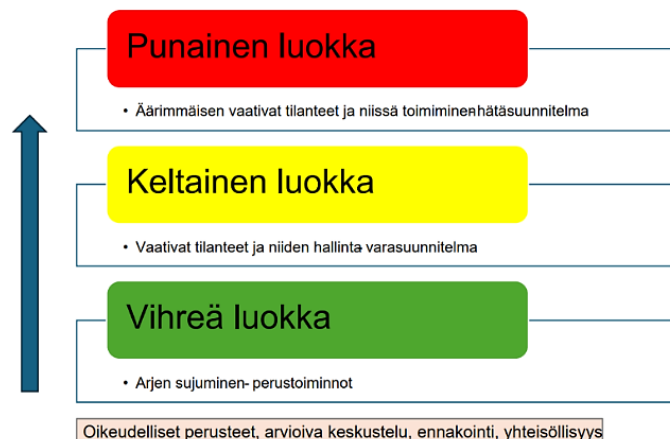 Punainen luokka
• Äärimmäisen vaativat tilanteet ja niissä toimiminen-hätäsuunnitelma
Keltainen luokka
• Vaativat tilanteet ja niiden hallinta-varasuunnitelma
Vihreä luokka
• Arjen sujuminen- perustoiminnot
Oikeudelliset perusteet, arvioiva keskustelu, ennakointi, yhteisöllisyys